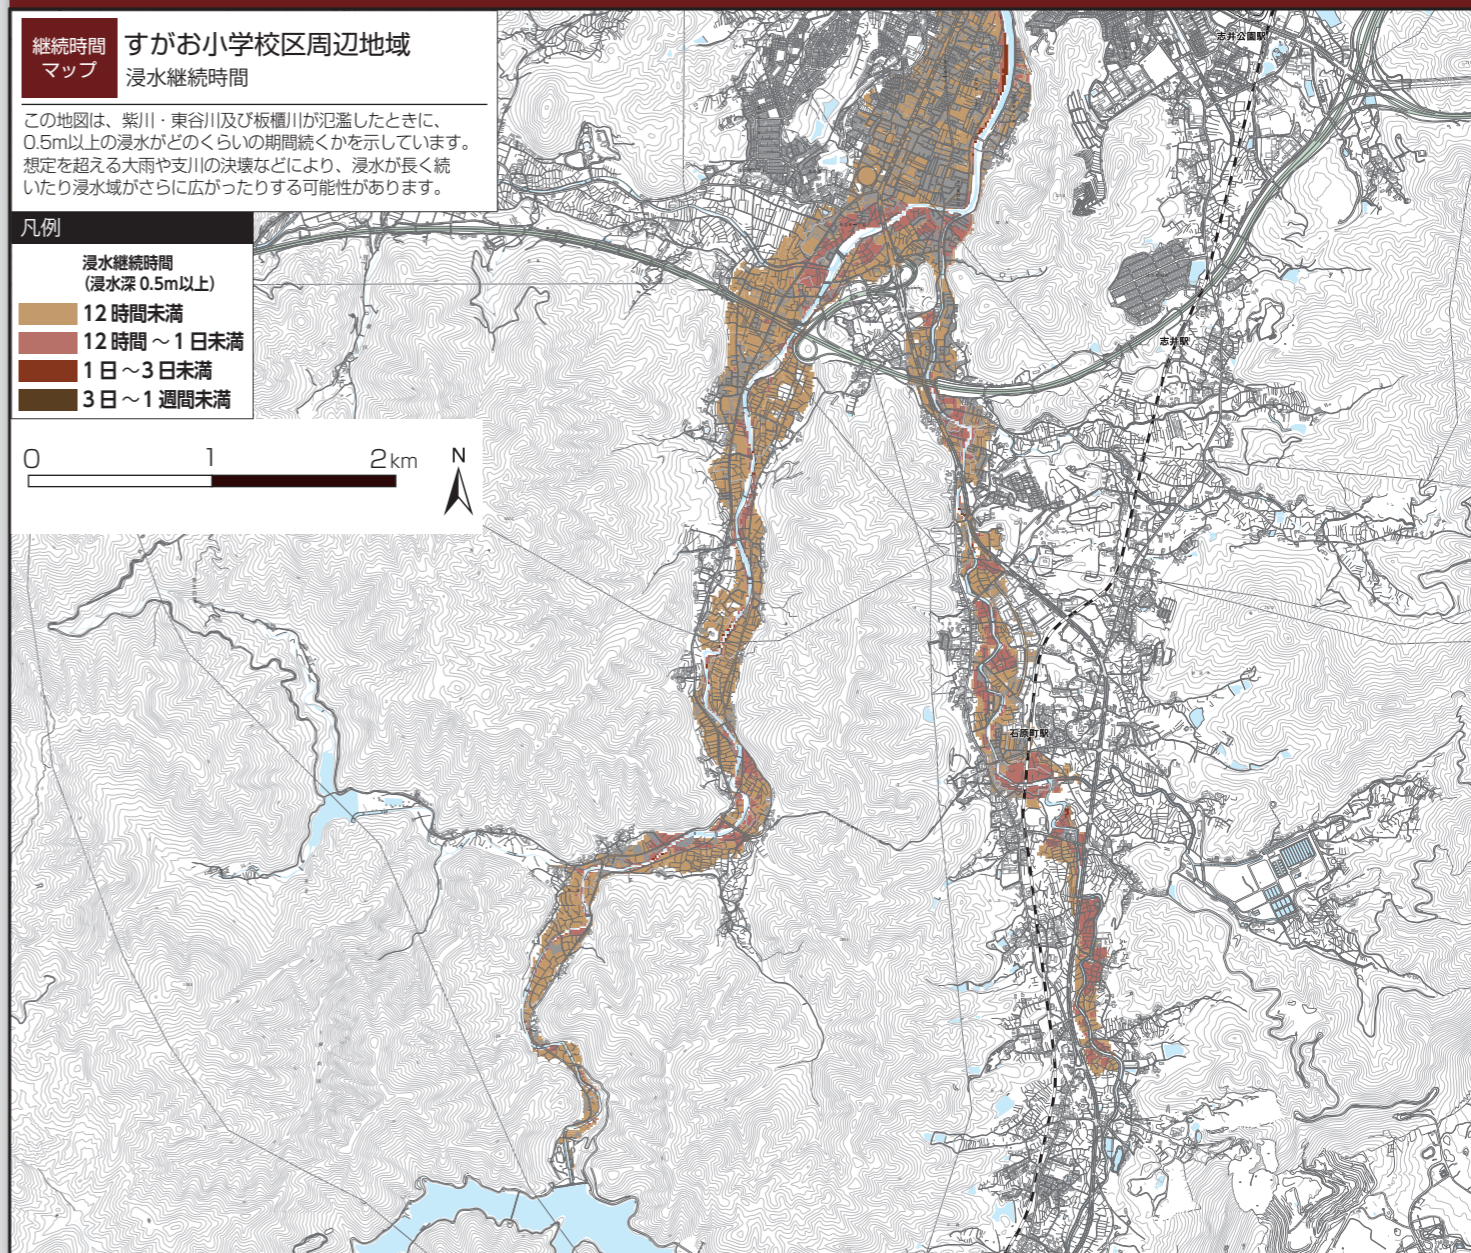 継続時間
マップ
すがお小学校区周辺地域
浸水継続時間
この地図は、紫川・東谷川及び板櫃川が氾濫したときに、
0.5m以上の浸水がどのくらいの期間続くかを示しています。
想定を超える大雨や支川の決壊などにより、浸水が長く続
いたり浸水域がさらに広がったりする可能性があります。
凡例
浸水継続時間
(浸水深 0.5m以上)
12 時間未満
12 時間 ～ 1 日未満
1 日 ～ 3 日未満
3 日 ～ 1 週間未満
0 1 2 km
N
志井公園駅
志井駅
石原町駅